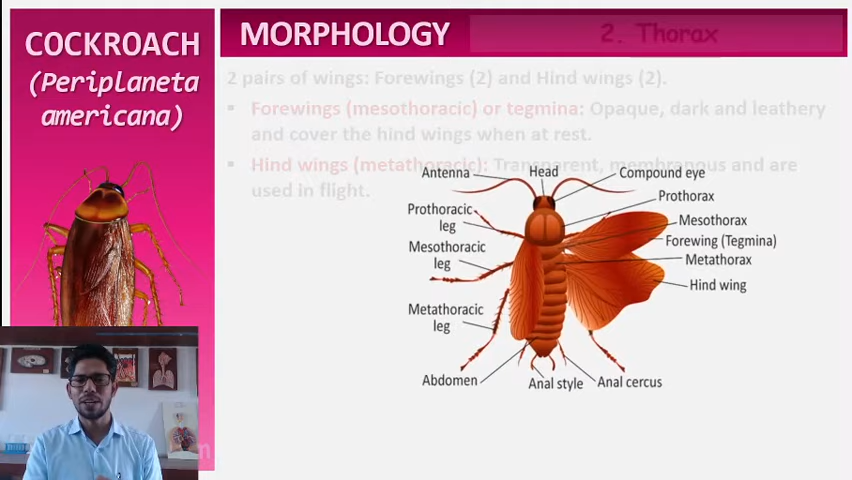 COCKROACH
(Periplaneta
americana)
MORPHOLOGY
2. Thorax
2 pairs of wings: Forewings (2) and Hind wings (2).
▪ Forewings (mesothoracic) or tegmina: Opaque, dark and leathery
and cover the hind wings when at rest.
▪ Hind wings (metathoracic): Transparent, membranous and are
used in flight.
Antenna
Head
Compound eye
Prothorax
Prothoracic
leg
Mesothorax
Forewing (Tegmina)
Mesothoracic
leg
Metathorax
Hind wing
Metathoracic
leg
Abdomen
Anal style
Anal cercus